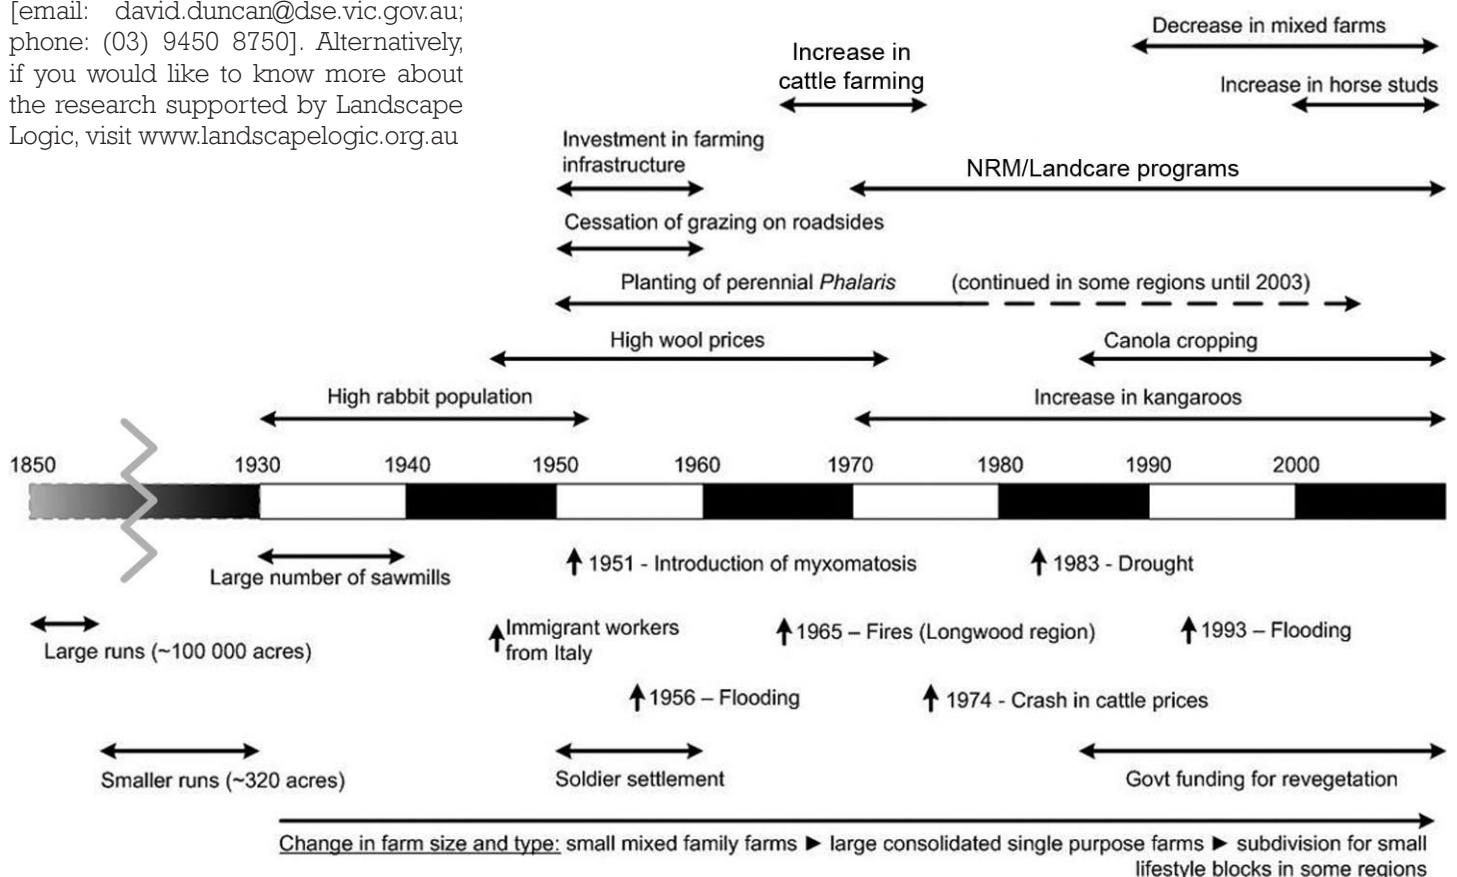 [email: david.duncan@dse.vic.gov.au;
phone: (03) 9450 8750]. Alternatively,
if you would like to know more about
the research supported by Landscape
Logic, visit www.landscapelogic.org.au
Decrease in mixed farms
Increase in
cattle farming
Increase in horse studs
Investment in farming
infrastructure
NRM/Landcare programs
Cessation of grazing on roadsides
Planting of perennial Phalaris (continued in some regions until 2003)
High wool prices
Canola cropping
High rabbit population
Increase in kangaroos
1850 1930 1940 1950 1960 1970 1980 1990 2000
Large number of sawmills
1951 - Introduction of myxomatosis
1983 - Drought
Large runs (~100 000 acres)
Immigrant workers
from Italy
1965 – Fires (Longwood region)
1993 – Flooding
1956 – Flooding
1974 - Crash in cattle prices
Smaller runs (~320 acres)
Soldier settlement
Govt funding for revegetation
Change in farm size and type: small mixed family farms ► large consolidated single purpose farms ► subdivision for small
lifestyle blocks in some regions